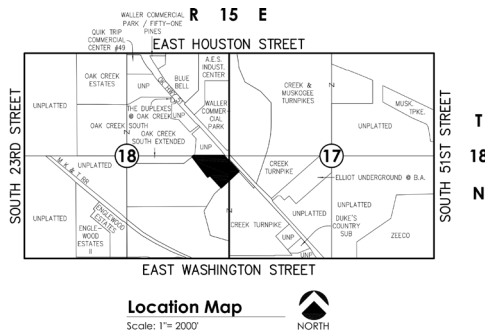 WALLER COMMERCIAL
PARK / FIFTY-ONE
PINES
R 15 E
QUIK TRIP
COMMERCIAL
CENTER #49
EAST HOUSTON STREET
OAK CREEK
ESTATES
UNP
BLUE
BELL
A.E.S.
INDUST.
CENTER
CREEK &
MUSKOGEE
TURNPIKES
UNPLATTED
THE DUPLEXES
@ OAK CREEK
UNP
WALLER
COMMER-
CIAL
PARK
MUSK.
TPKE.
OAK CREEK SOUTH
OAK CREEK
SOUTH EXTENDED
UNP
UNPLATTED
SOUTH 23RD STREET
SOUTH 51ST STREET
T
18
N
18
17
UNPLATTED
M.K. & T. RR.
CREEK
TURNPIKE
ELLIOT UNDERGROUND @ B.A.
UNPLATTED
ENGLEWOOD
ESTATES
ENGLE-
WOOD
ESTATES
II
UNPLATTED
CREEK TURNPIKE
UNP
UNP
UNPLATTED
DUKE'S
COUNTRY
SUB
ZEECO
EAST WASHINGTON STREET
Location Map
Scale: 1"= 2000'
NORTH